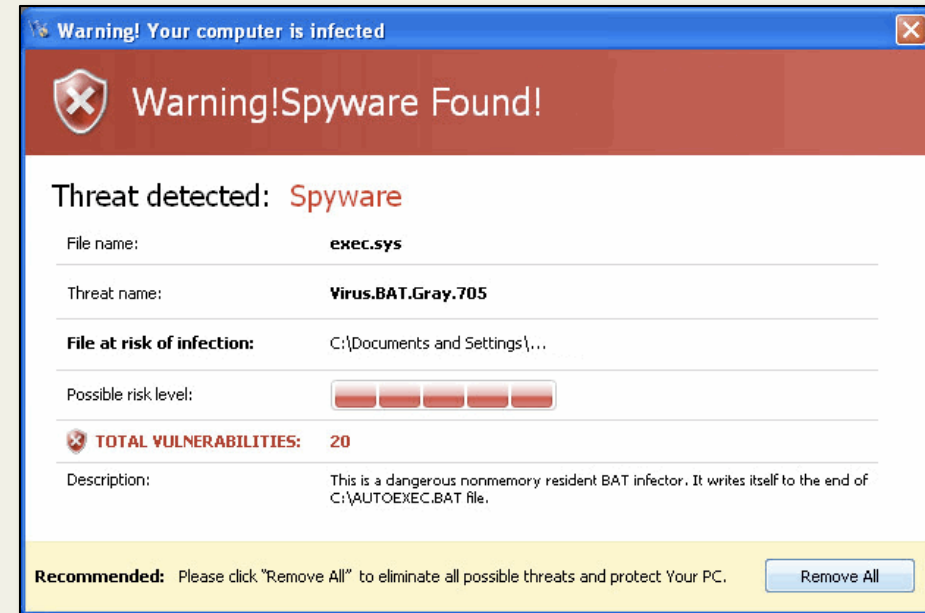 Warning! Your computer is infected
Warning!Spyware Found!
Threat detected: Spyware
File name: exec.sys
Threat name: Virus.BAT.Gray.705
File at risk of infection: C:\Documents and Settings\...
Possible risk level:
TOTAL VULNERABILITIES: 20
Description: This is a dangerous nonmemory resident BAT infector. It writes itself to the end of
C:\AUTOEXEC.BAT file.
Recommended: Please click "Remove All" to eliminate all possible threats and protect Your PC. Remove All